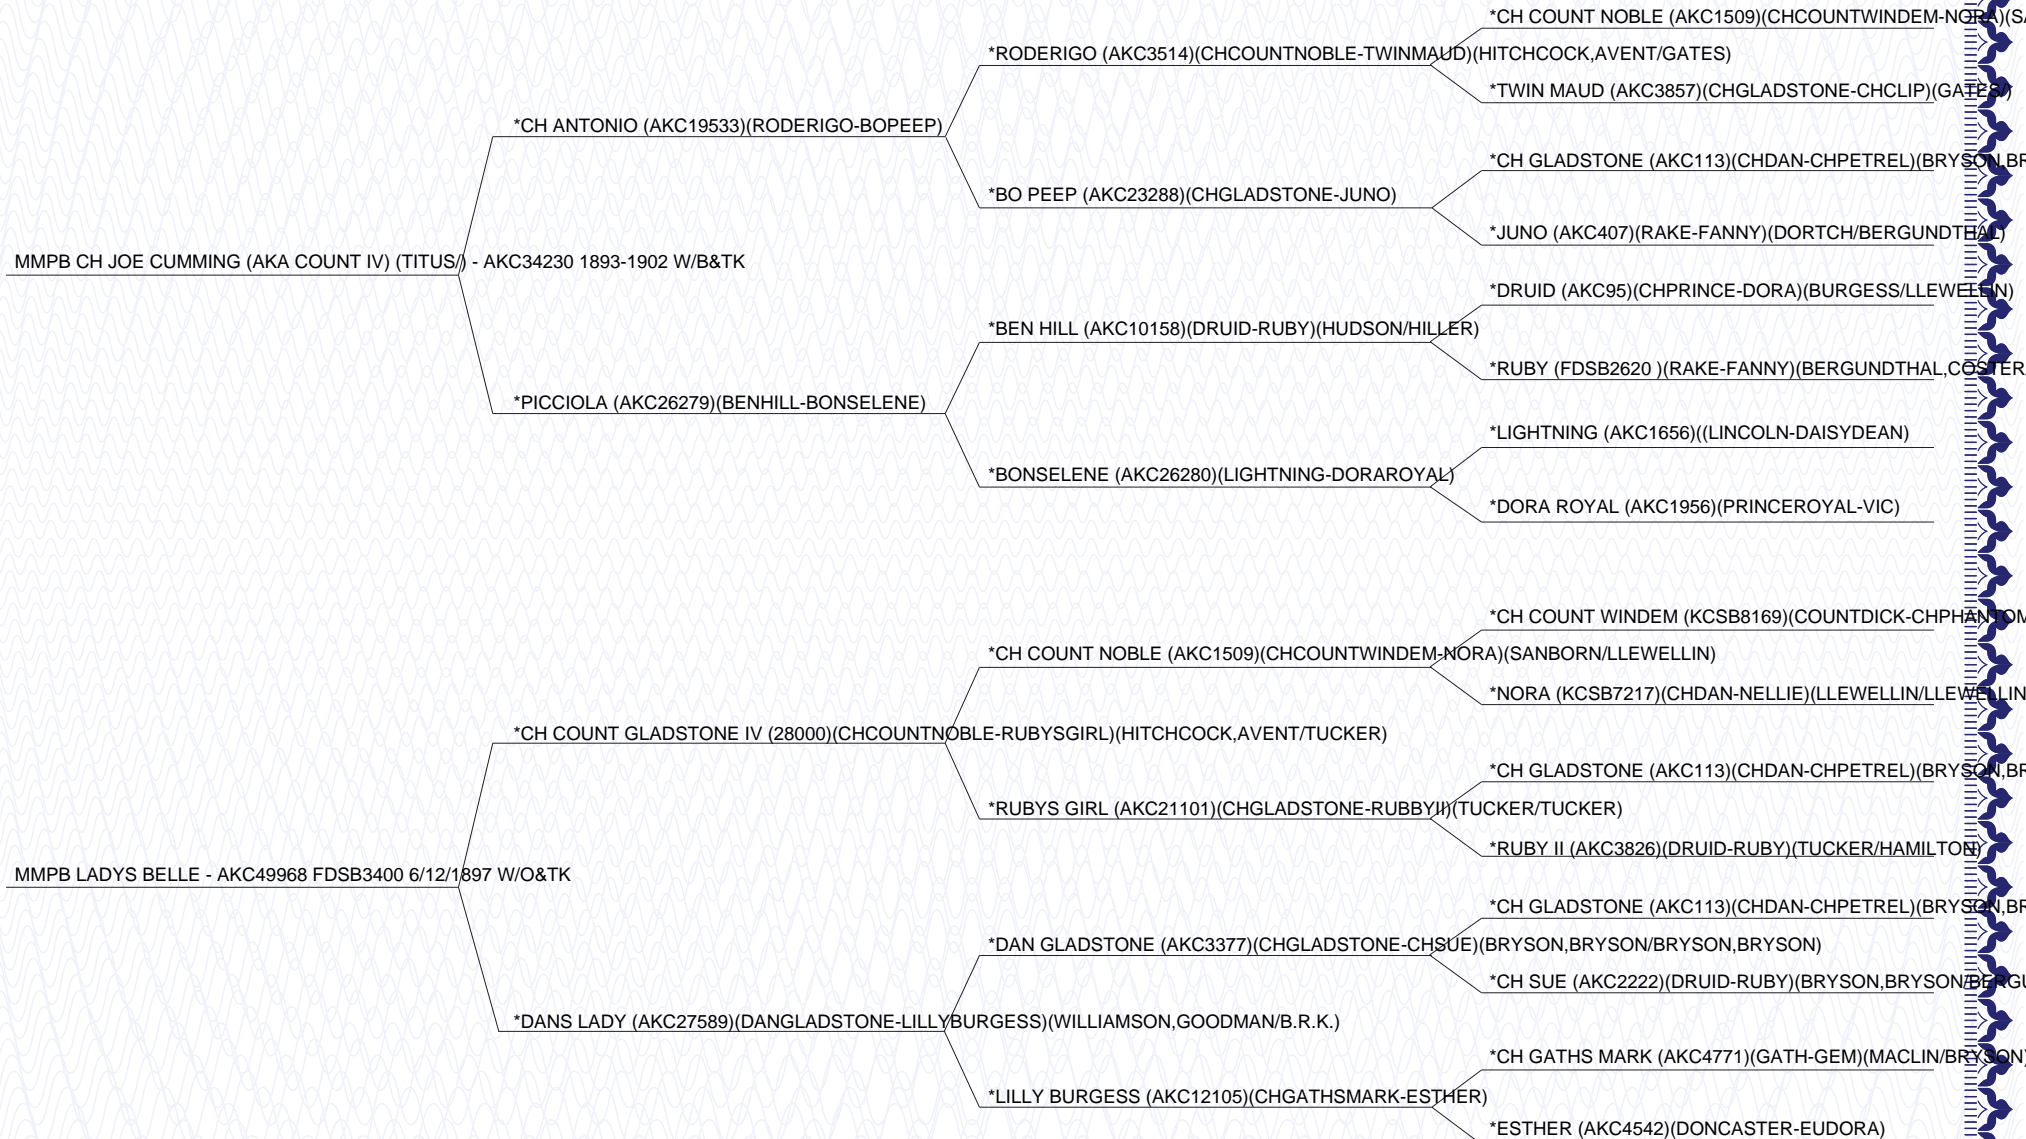 *CH COUNT NOBLE (AKC1509)(CHCOUNTWINDEM-NORA)(SA
*RODERIGO (AKC3514)(CHCOUNTNOBLE-TWINMAUD)(HITCHCOCK,AVENT/GATES)
*TWIN MAUD (AKC3857)(CHGLADSTONE-CHCLIP)(GATES/)
*CH ANTONIO (AKC19533)(RODERIGO-BOPEEP)
*CH GLADSTONE (AKC113)(CHDAN-CHPETREL)(BRYSON,BR
*BO PEEP (AKC23288)(CHGLADSTONE-JUNO)
*JUNO (AKC407)(RAKE-FANNY)(DORTCH/BERGUNDTHAL)
MMPB CH JOE CUMMING (AKA COUNT IV) (TITUS/) - AKC34230 1893-1902 W/B&TK
*DRUID (AKC95)(CHPRINCE-DORA)(BURGESS/LLEWELLIN)
*BEN HILL (AKC10158)(DRUID-RUBY)(HUDSON/HILLER)
*RUBY (FDSB2620 )(RAKE-FANNY)(BERGUNDTHAL,COSTER
*PICCIOLA (AKC26279)(BENHILL-BONSELENE)
*LIGHTNING (AKC1656)((LINCOLN-DAISYDEAN)
*BONSELENE (AKC26280)(LIGHTNING-DORAROYAL)
*DORA ROYAL (AKC1956)(PRINCEROYAL-VIC)
*CH COUNT WINDEM (KCSB8169)(COUNTDICK-CHPHANTOM
*CH COUNT NOBLE (AKC1509)(CHCOUNTWINDEM-NORA)(SANBORN/LLEWELLIN)
*NORA (KCSB7217)(CHDAN-NELLIE)(LLEWELLIN/LLEWELLIN
*CH COUNT GLADSTONE IV (28000)(CHCOUNTNOBLE-RUBYSGIRL)(HITCHCOCK,AVENT/TUCKER)
*CH GLADSTONE (AKC113)(CHDAN-CHPETREL)(BRYSON,BR
*RUBYS GIRL (AKC21101)(CHGLADSTONE-RUBBYII)(TUCKER/TUCKER)
*RUBY II (AKC3826)(DRUID-RUBY)(TUCKER/HAMILTON)
MMPB LADYS BELLE - AKC49968 FDSB3400 6/12/1897 W/O&TK
*CH GLADSTONE (AKC113)(CHDAN-CHPETREL)(BRYSON,BR
*DAN GLADSTONE (AKC3377)(CHGLADSTONE-CHSUE)(BRYSON,BRYSON/BRYSON,BRYSON)
*CH SUE (AKC2222)(DRUID-RUBY)(BRYSON,BRYSON/BERGU
*DANS LADY (AKC27589)(DANGLADSTONE-LILLYBURGESS)(WILLIAMSON,GOODMAN/B.R.K.)
*CH GATHS MARK (AKC4771)(GATH-GEM)(MACLIN/BRYSON)
*LILLY BURGESS (AKC12105)(CHGATHSMARK-ESTHER)
*ESTHER (AKC4542)(DONCASTER-EUDORA)